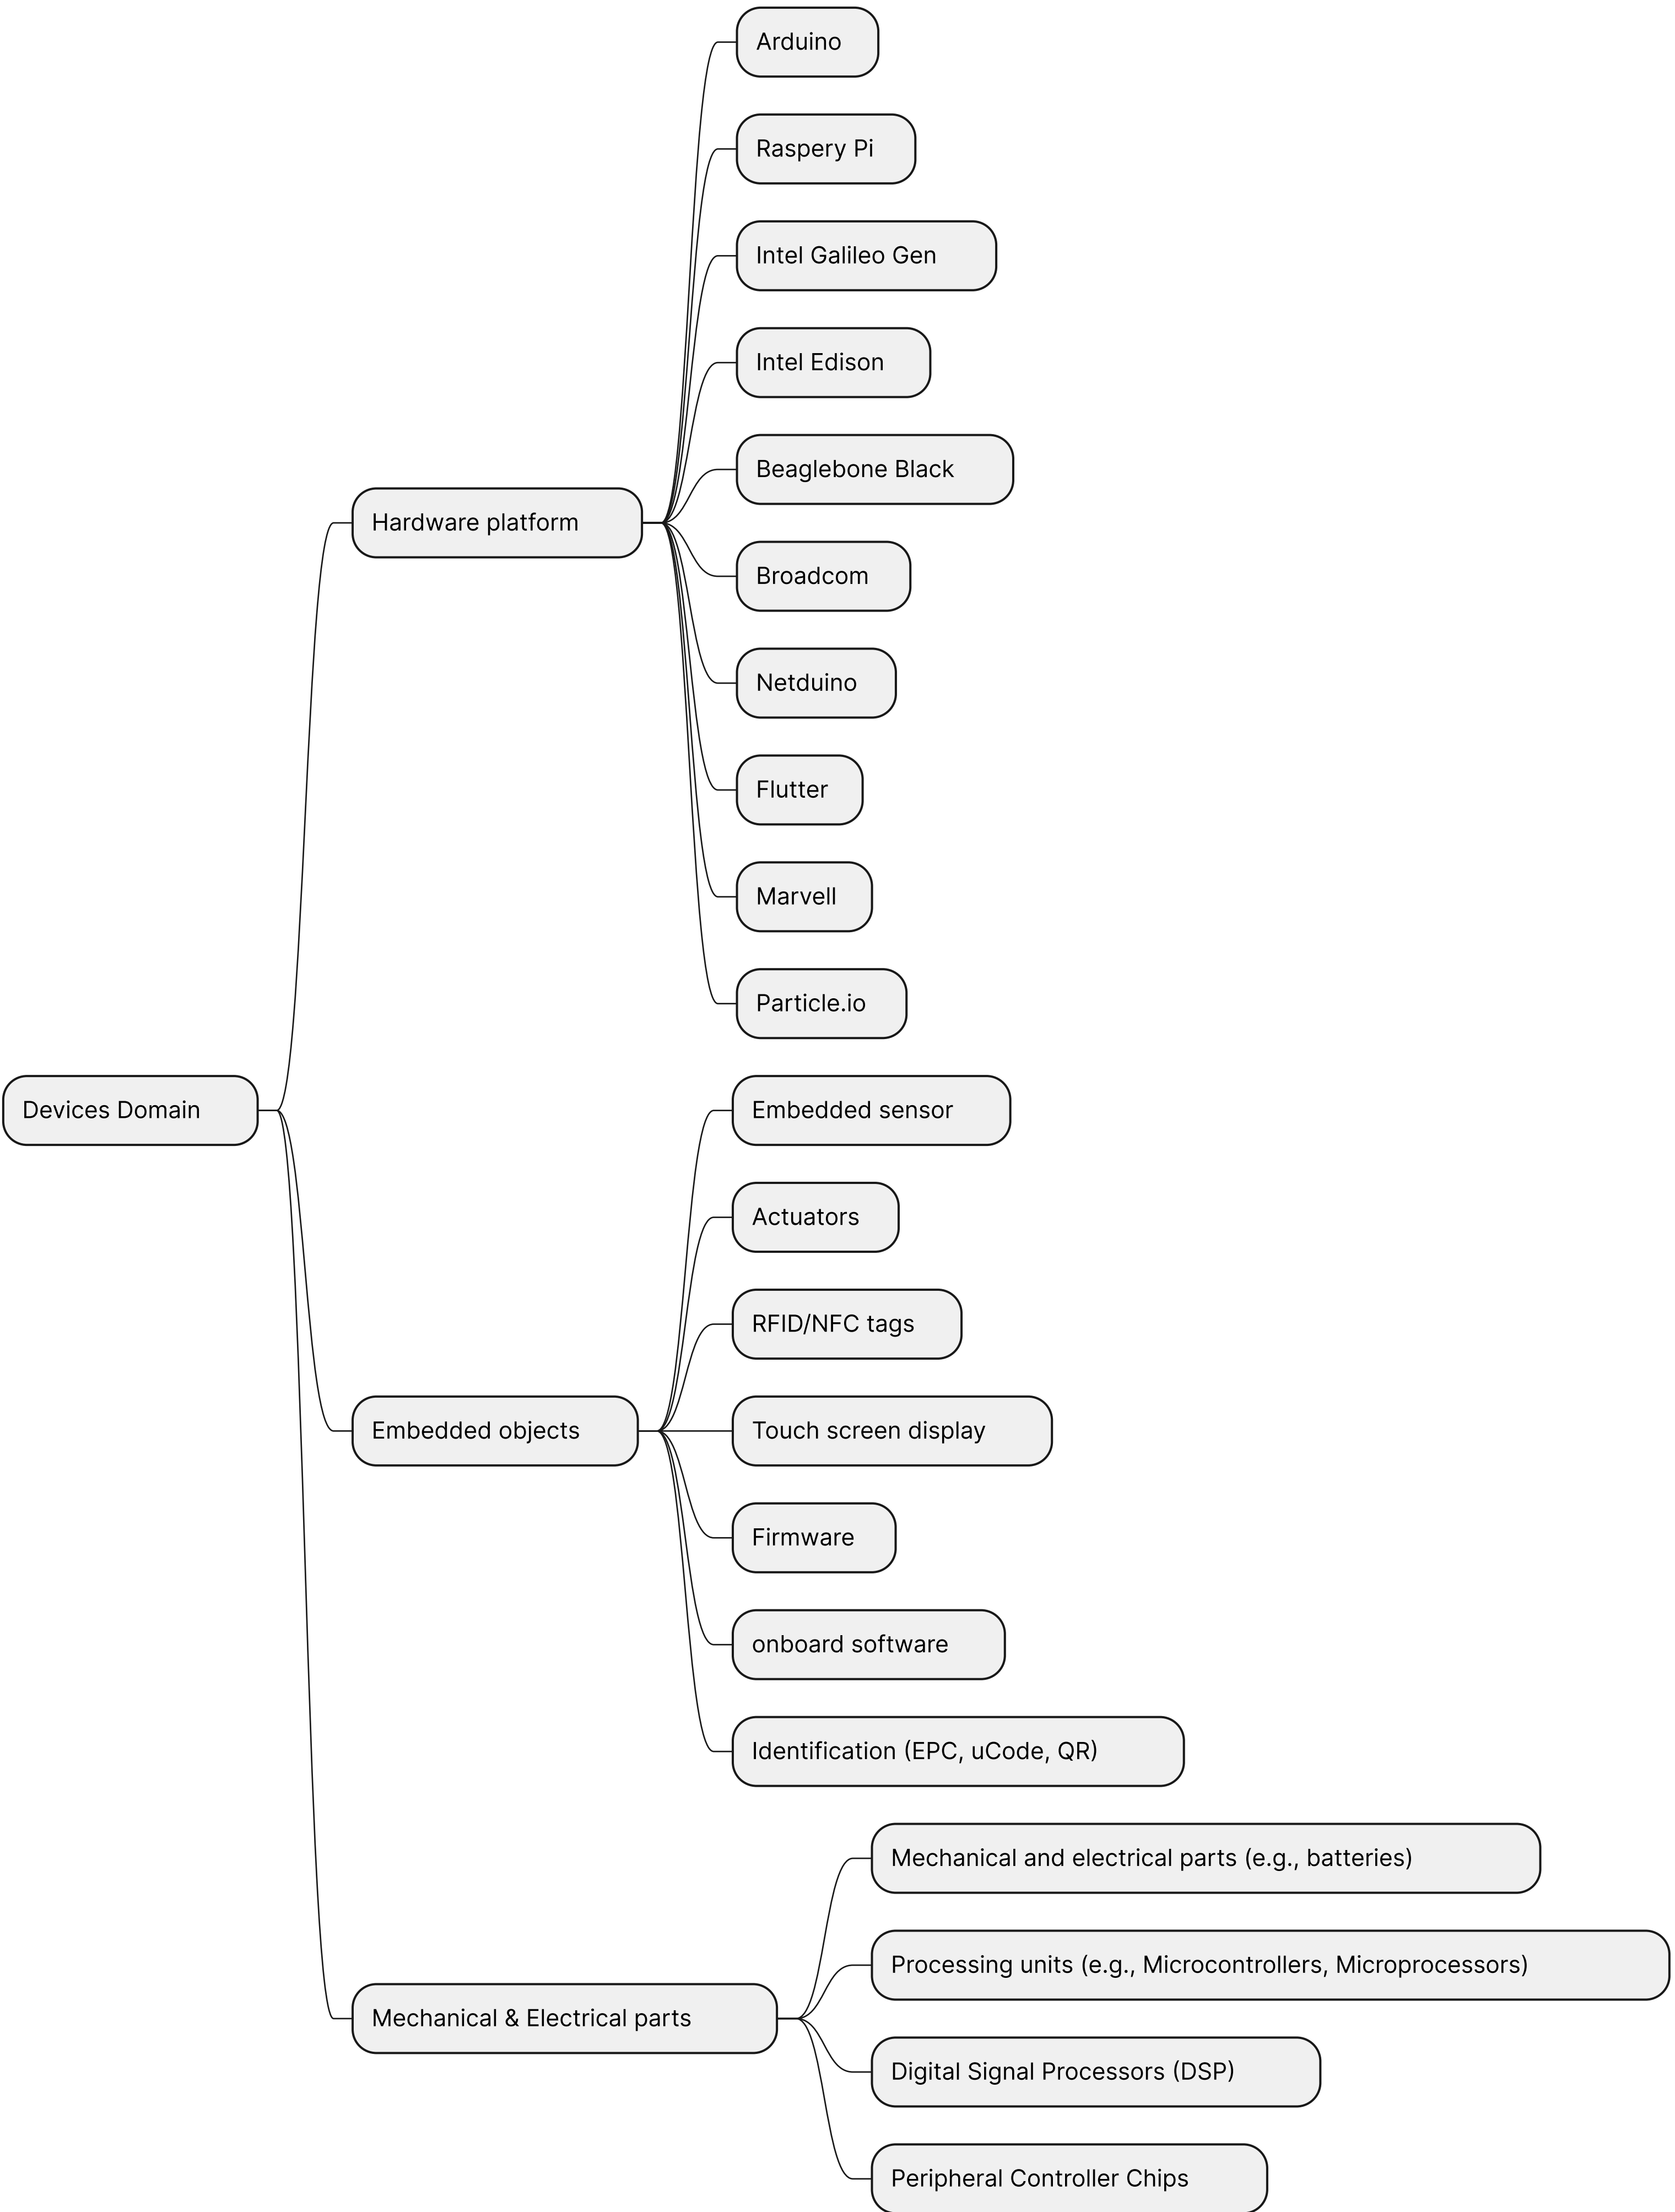 Devices Domain
Hardware platform
Arduino
Raspery Pi
Intel Galileo Gen
Intel Edison
Beaglebone Black
Broadcom
Netduino
Flutter
Marvell
Particle.io
Embedded objects
Embedded sensor
Actuators
RFID/NFC tags
Touch screen display
Firmware
onboard software
Identification (EPC, uCode, QR)
Mechanical & Electrical parts
Mechanical and electrical parts (e.g., batteries)
Processing units (e.g., Microcontrollers, Microprocessors)
Digital Signal Processors (DSP)
Peripheral Controller Chips